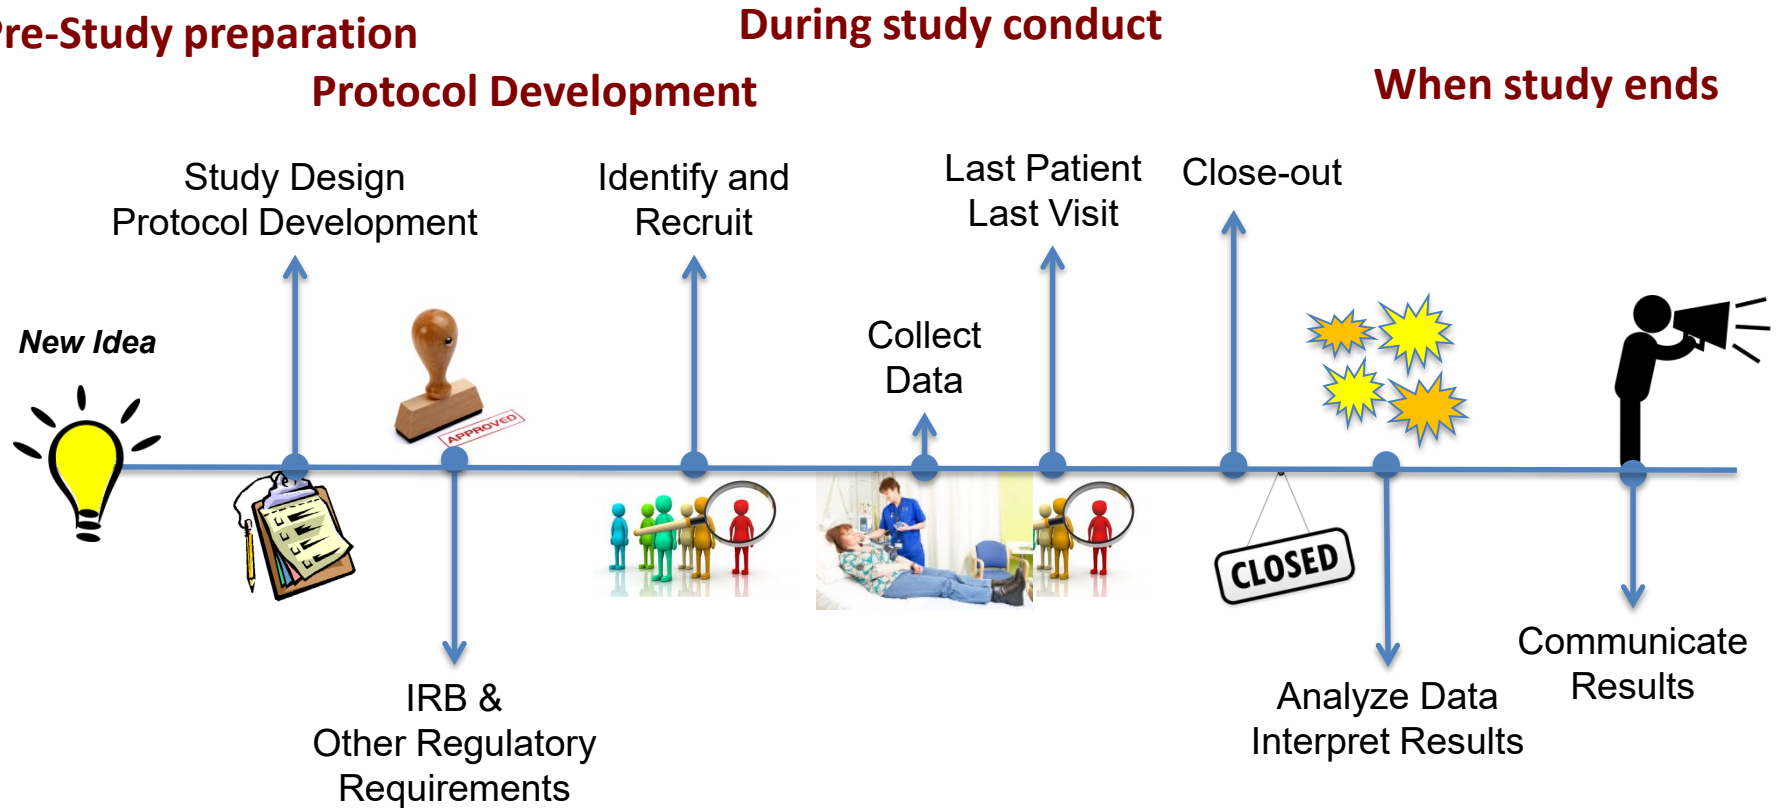 Pre-Study preparation
During study conduct
Protocol Development
When study ends
Study Design
Protocol Development
Identify and
Recruit
Last Patient
Last Visit
Close-out
New Idea
Collect
Data
APPROVED
CLOSED
IRB &
Other Regulatory
Requirements
Analyze Data
Interpret Results
Communicate
Results